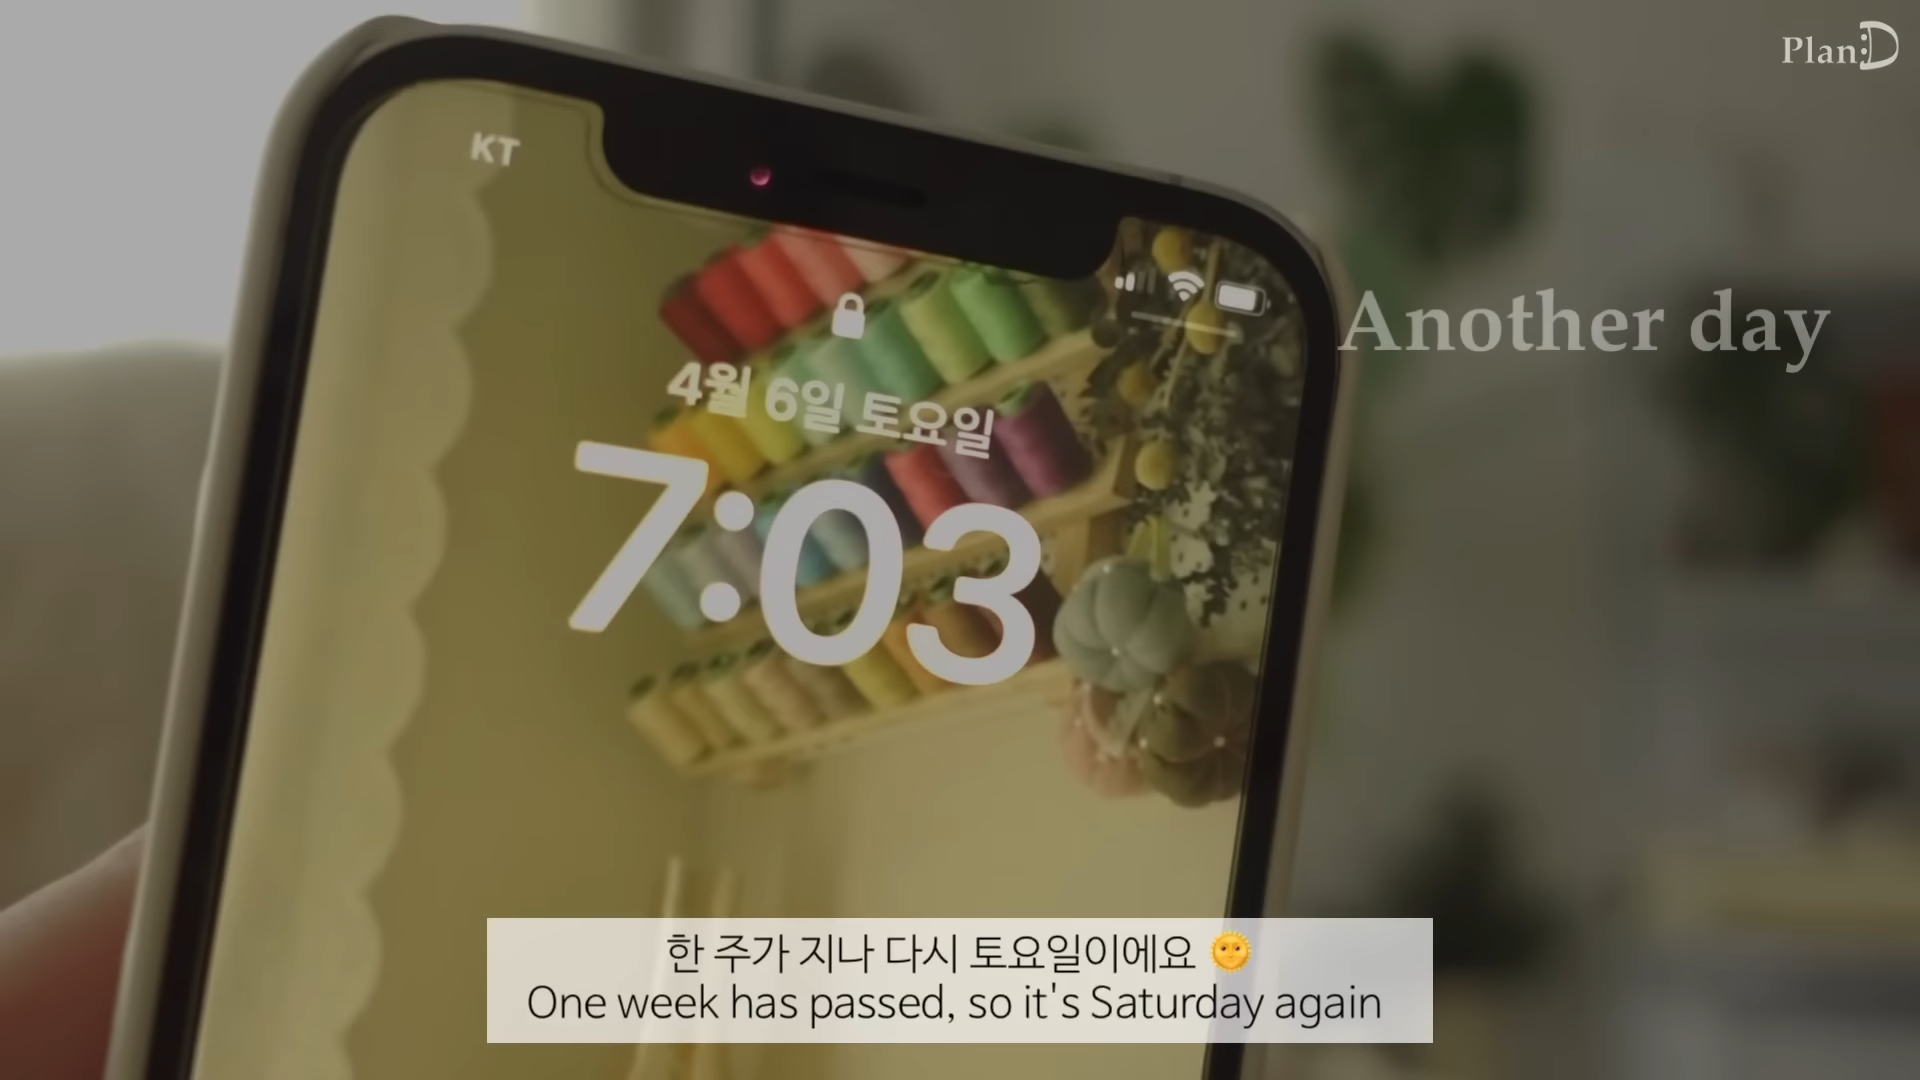 Plan:D
KT
Another day
4월 6일 토요일
7:03
한 주가 지나 다시 토요일이에요 🌞
One week has passed, so it's Saturday again